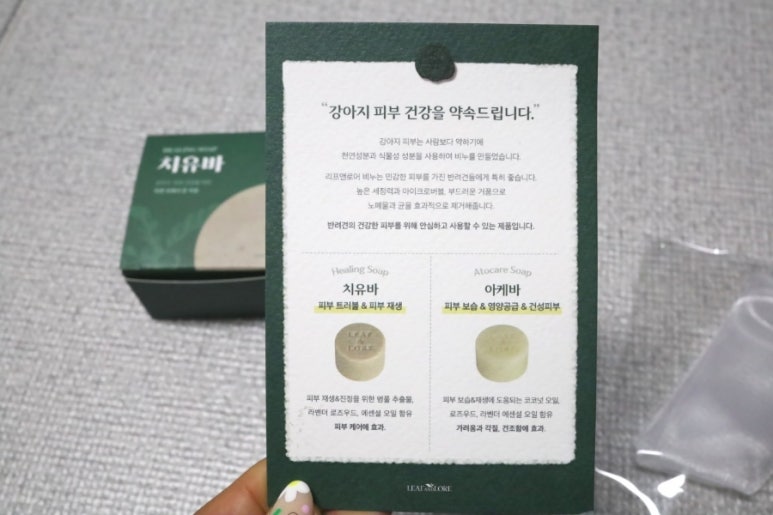 치유바
"강아지 피부 건강을 약속드립니다."
강아지 피부는 사람보다 약하기에
천연성분과 식물성 성분을 사용하여 비누를 만들었습니다.
리프앤로어 비누는 민감한 피부를 가진 반려견들에게 특히 좋습니다.
높은 세정력과 마이크로버블, 부드러운 거품으로
노폐물과 균을 효과적으로 제거해줍니다.
반려견의 건강한 피부를 위해 안심하고 사용할 수 있는 제품입니다.
Healing Soap
치유바
피부 트러블 & 피부 재생
피부 재생&진정을 위한 병풀 추출물,
라벤더 로즈우드, 에센셜 오일 함유
피부 케어에 효과.
Atocare Soap
아케바
피부 보습 & 영양공급 & 건성피부
피부 보습&재생에 도움되는 코코넛 오일,
로즈우드, 라벤더 에센셜 오일 함유
가려움과 각질, 건조함에 효과.
LEAF AND LORE